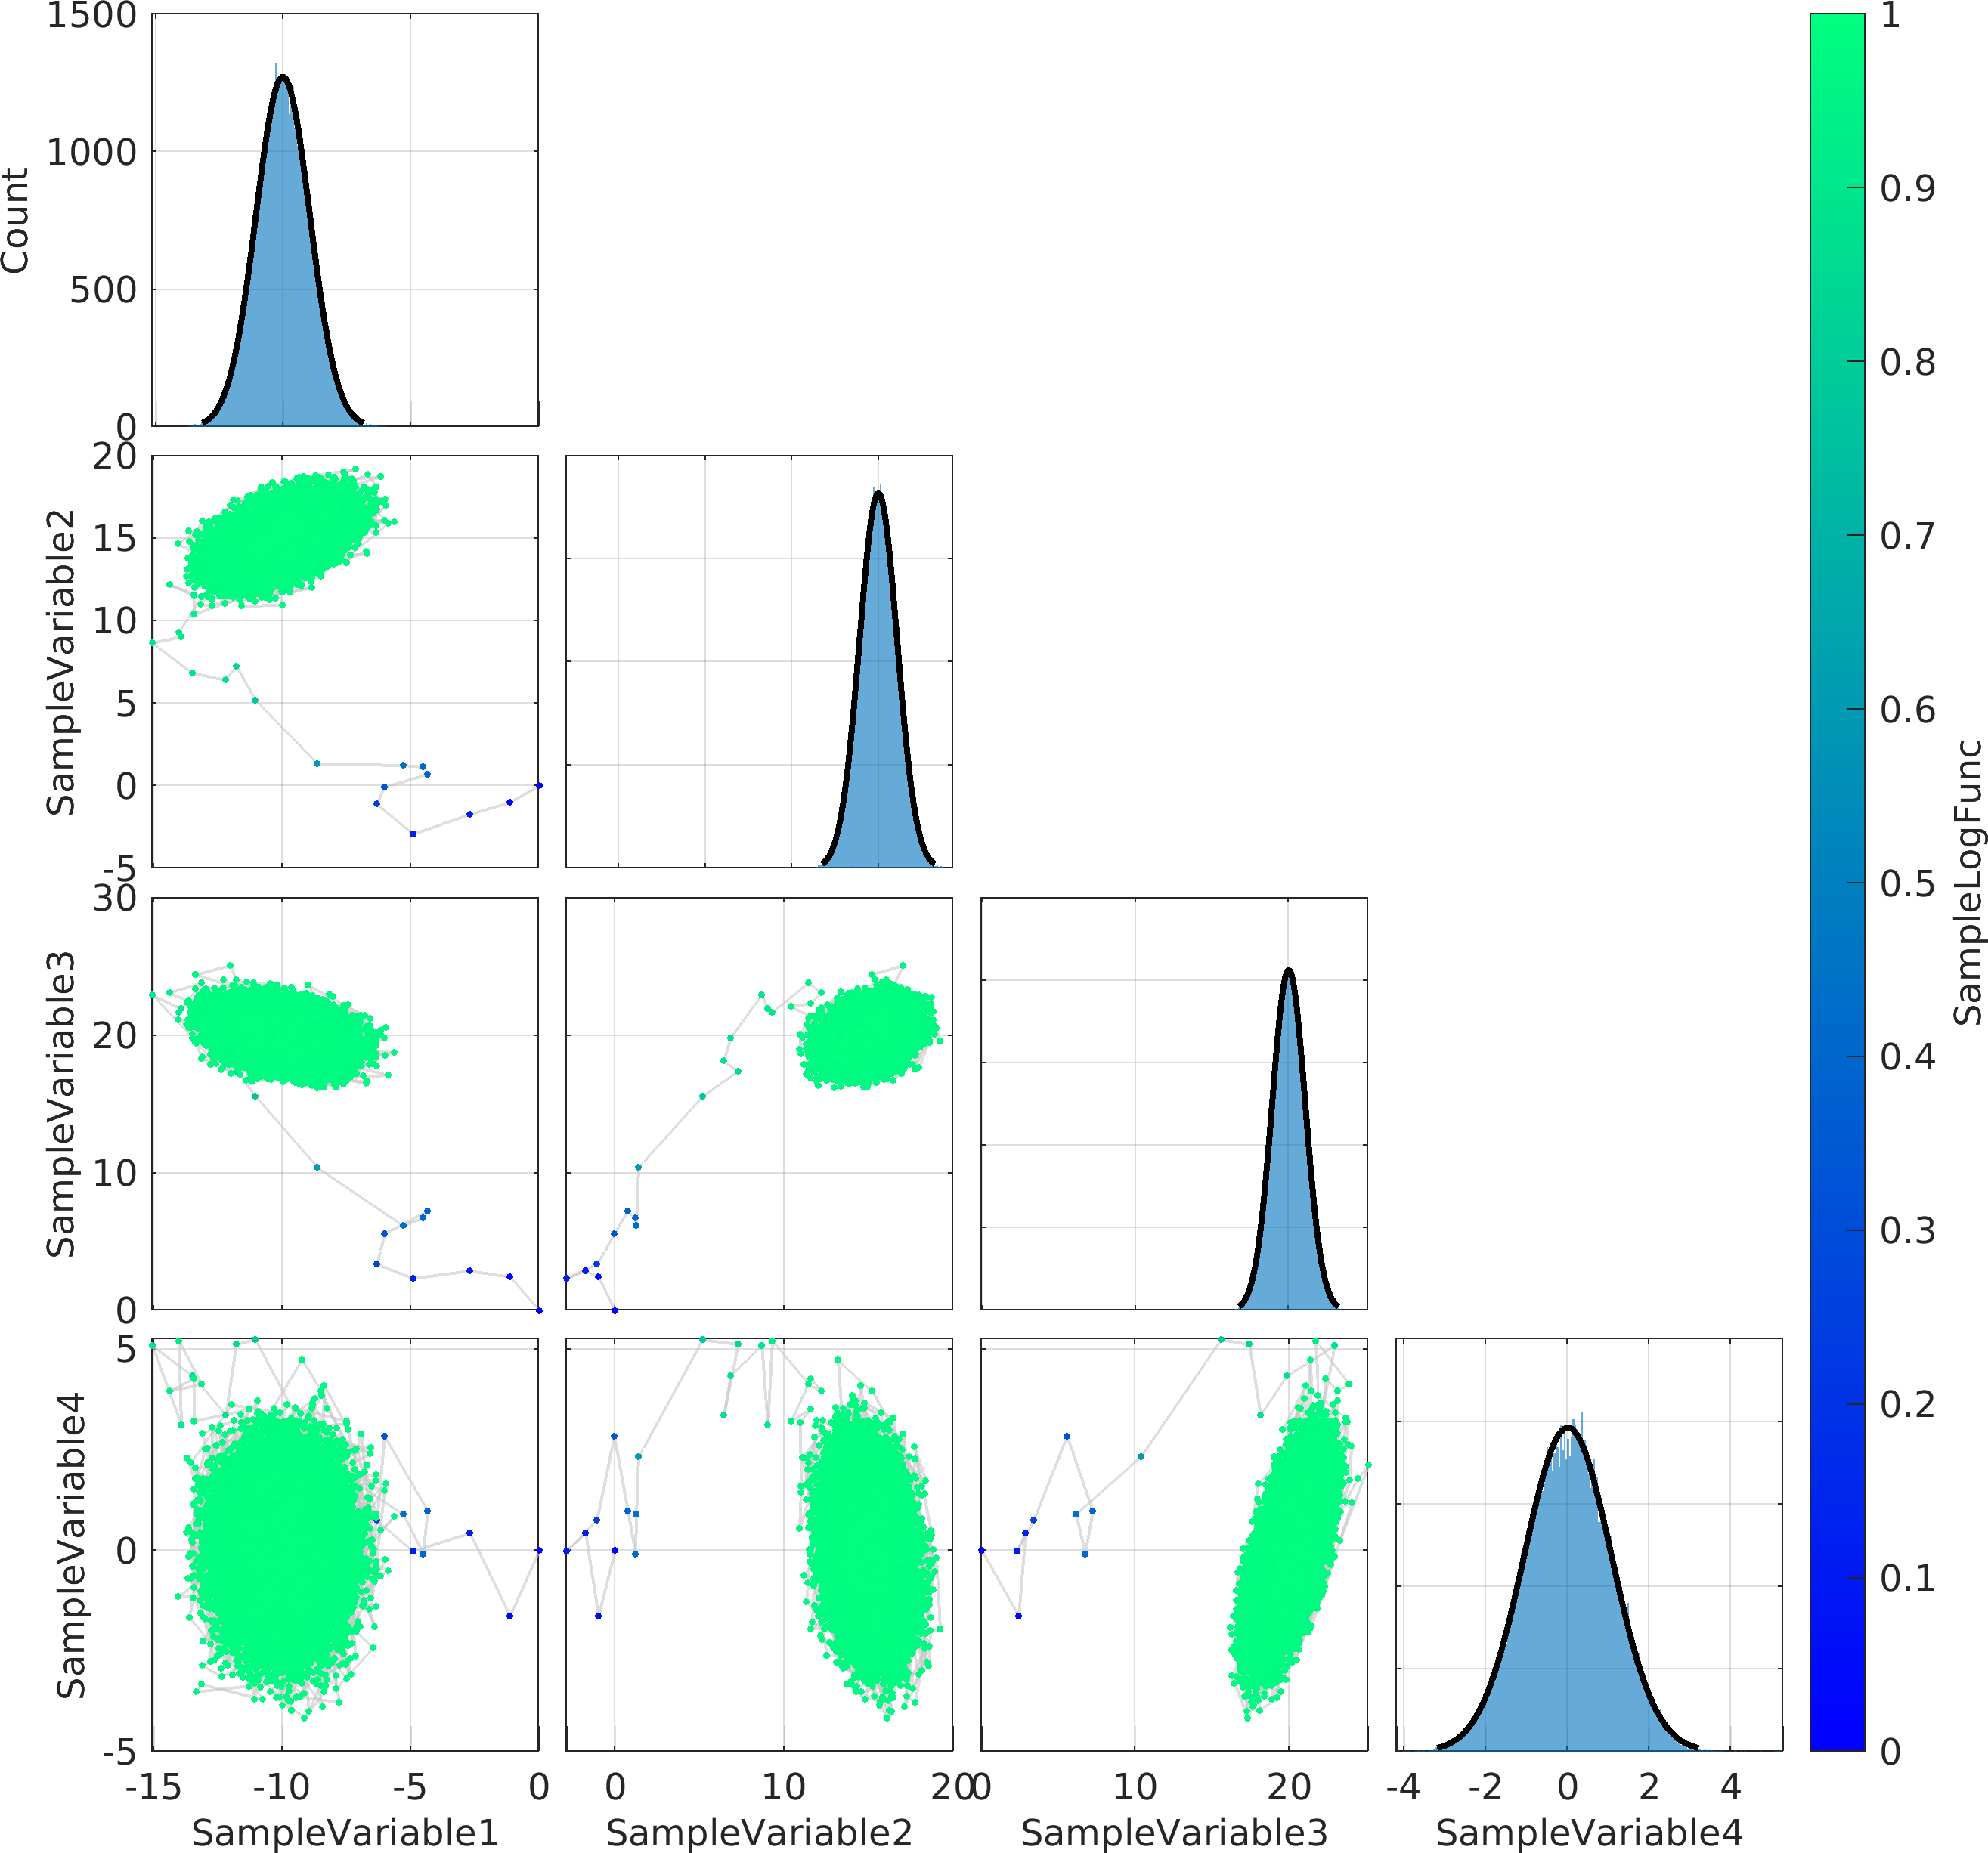 1500
1000
500
0
Count
20
15
10
5
0
-5
SampleVariable2
30
20
10
0
SampleVariable3
5
0
-5
SampleVariable4
-15 -10 -5 0
SampleVariable1
0 10 20
SampleVariable2
0 10 20
SampleVariable3
-4 -2 0 2 4
SampleVariable4
1
0.9
0.8
0.7
0.6
0.5
0.4
0.3
0.2
0.1
0
SampleLogFunc